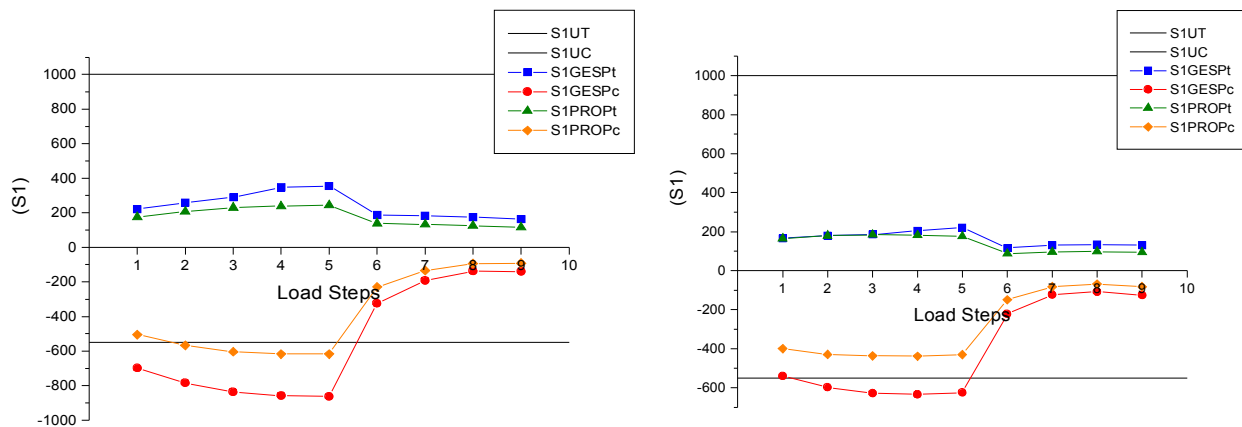 S1UT
S1UC
S1GESPt
S1GESPc
S1PROPt
S1PROPc
1000
800
600
400
200
0
-200
-400
-600
-800
-1000
(S1)
1 2 3 4 5 6 7 8 9 10
Load Steps
S1UT
S1UC
S1GESPt
S1GESPc
S1PROPt
S1PROPc
1000
800
600
400
200
0
-200
-400
-600
(S1)
1 2 3 4 5 6 7 8 9 10
Load Steps